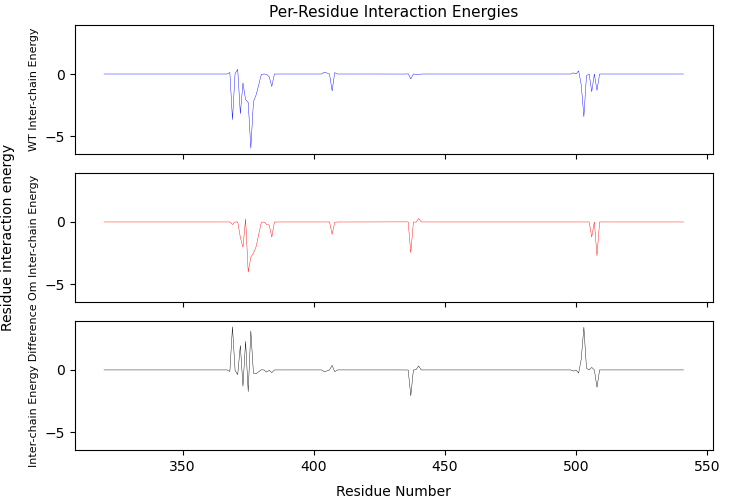 Per-Residue Interaction Energies
Residue interaction energy
WT Inter-chain Energy
0
−5
Om Inter-chain Energy
0
−5
Inter-chain Energy Difference
0
−5
350
400
450
500
550
Residue Number